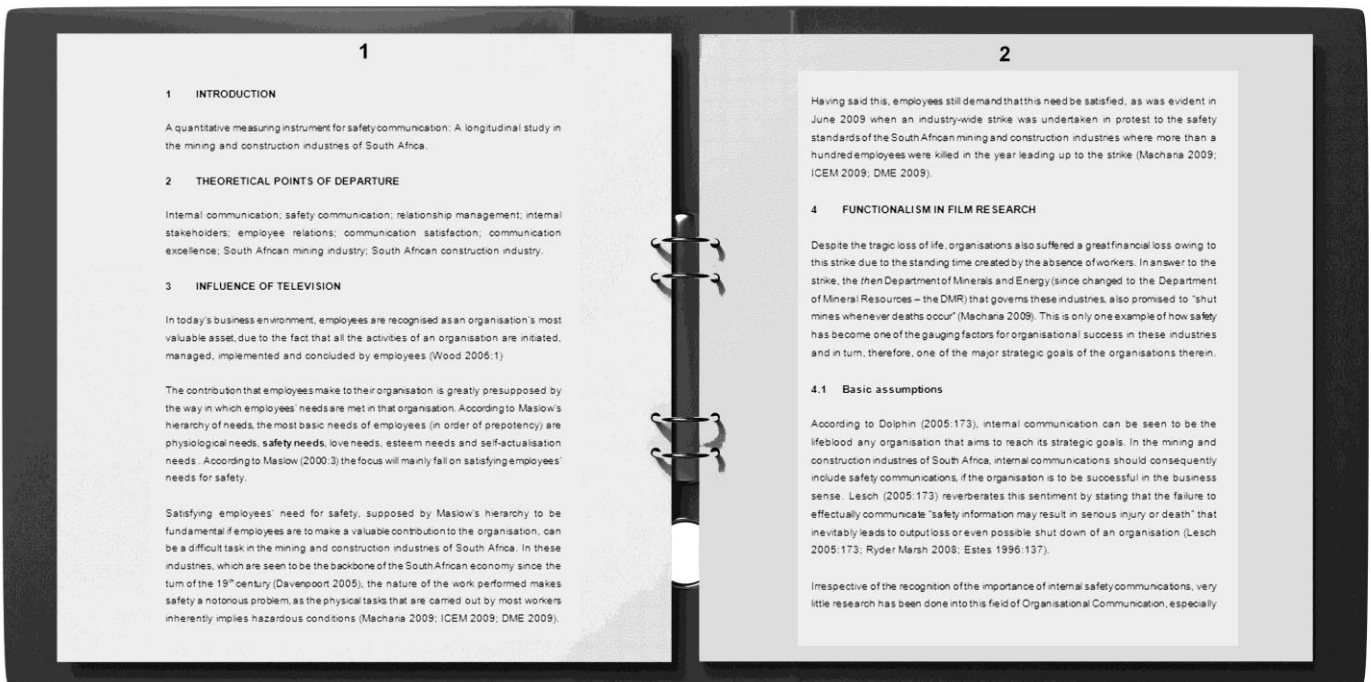 1
1 INTRODUCTION
A quantitative measuring instrument for safety communication: A longitudinal study in
the mining and construction industries of South Africa.
2 THEORETICAL POINTS OF DEPARTURE
Internal communication; safety communication; relationship management; internal
stakeholders; employee relations; communication satisfaction; communication
excellence; South African mining industry; South African construction industry.
3 INFLUENCE OF TELEVISION
In today's business environment, employees are recognised as an organisation's most
valuable asset, due to the fact that all the activities of an organisation are initiated,
managed, implemented and concluded by employees (Wood 2006:1)
The contribution that employees make to their organisation is greatly presupposed by
the way in which employees' needs are met in that organisation. According to Maslow's
hierarchy of needs, the most basic needs of employees (in order of prepotency) are
physiological needs, safety needs, love needs, esteem needs and self-actualisation
needs . According to Maslow (2000:3) the focus will mainly fall on satisfying employees'
needs for safety.
Satisfying employees' need for safety, supposed by Maslow's hierarchy to be
fundamental if employees are to make a valuable contribution to the organisation, can
be a difficult task in the mining and construction industries of South Africa. In these
industries, which are seen to be the backbone of the South African economy since the
turn of the 19th century (Davenpoort 2005), the nature of the work performed makes
safety a notorious problem, as the physical tasks that are carried out by most workers
inherently implies hazardous conditions (Macharia 2009; ICEM 2009; DME 2009).
2
Having said this, employees still demand that this need be satisfied, as was evident in
June 2009 when an industry-wide strike was undertaken in protest to the safety
standards of the South African mining and construction industries where more than a
hundred employees were killed in the year leading up to the strike (Macharia 2009;
ICEM 2009; DME 2009).
4 FUNCTIONALISM IN FILM RESEARCH
Despite the tragic loss of life, organisations also suffered a great financial loss owing to
this strike due to the standing time created by the absence of workers. In answer to the
strike, the then Department of Minerals and Energy (since changed to the Department
of Mineral Resources – the DMR) that governs these industries, also promised to "shut
mines whenever deaths occur" (Macharia 2009). This is only one example of how safety
has become one of the gauging factors for organisational success in these industries
and in turn, therefore, one of the major strategic goals of the organisations therein.
4.1 Basic assumptions
According to Dolphin (2005:173), internal communication can be seen to be the
lifeblood any organisation that aims to reach its strategic goals. In the mining and
construction industries of South Africa, internal communications should consequently
include safety communications, if the organisation is to be successful in the business
sense. Lesch (2005:173) reverberates this sentiment by stating that the failure to
effectually communicate "safety information may result in serious injury or death" that
inevitably leads to output loss or even possible shut down of an organisation (Lesch
2005:173; Ryder Marsh 2008; Estes 1996:137).
Irrespective of the recognition of the importance of internal safety communications, very
little research has been done into this field of Organisational Communication, especially